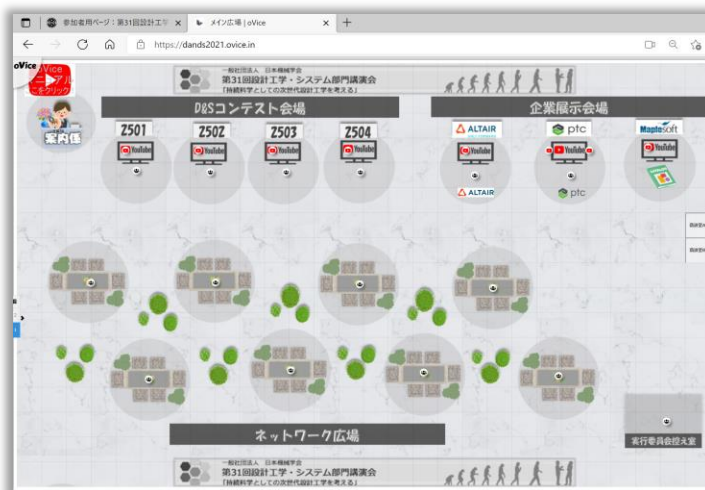 参加者用ページ：第31回設計工学
メイン広場 | oVice
https://dands2021.ovice.in
oVice
oVice
ニュアル
こをクリック
案内係
一般社団法人 日本機械学会
第31回設計工学・システム部門講演会
「持続科学としての次世代設計工学を考える」
D&Sコンテスト会場
企業展示会場
Z501
Z502
Z503
Z504
ALTAIR
ptc
Maplesoft
YouTube
YouTube
YouTube
YouTube
YouTube
YouTube
YouTube
ALTAIR
ptc
ネットワーク広場
実行委員会控え室
一般社団法人 日本機械学会
第31回設計工学・システム部門講演会
「持続科学としての次世代設計工学を考える」